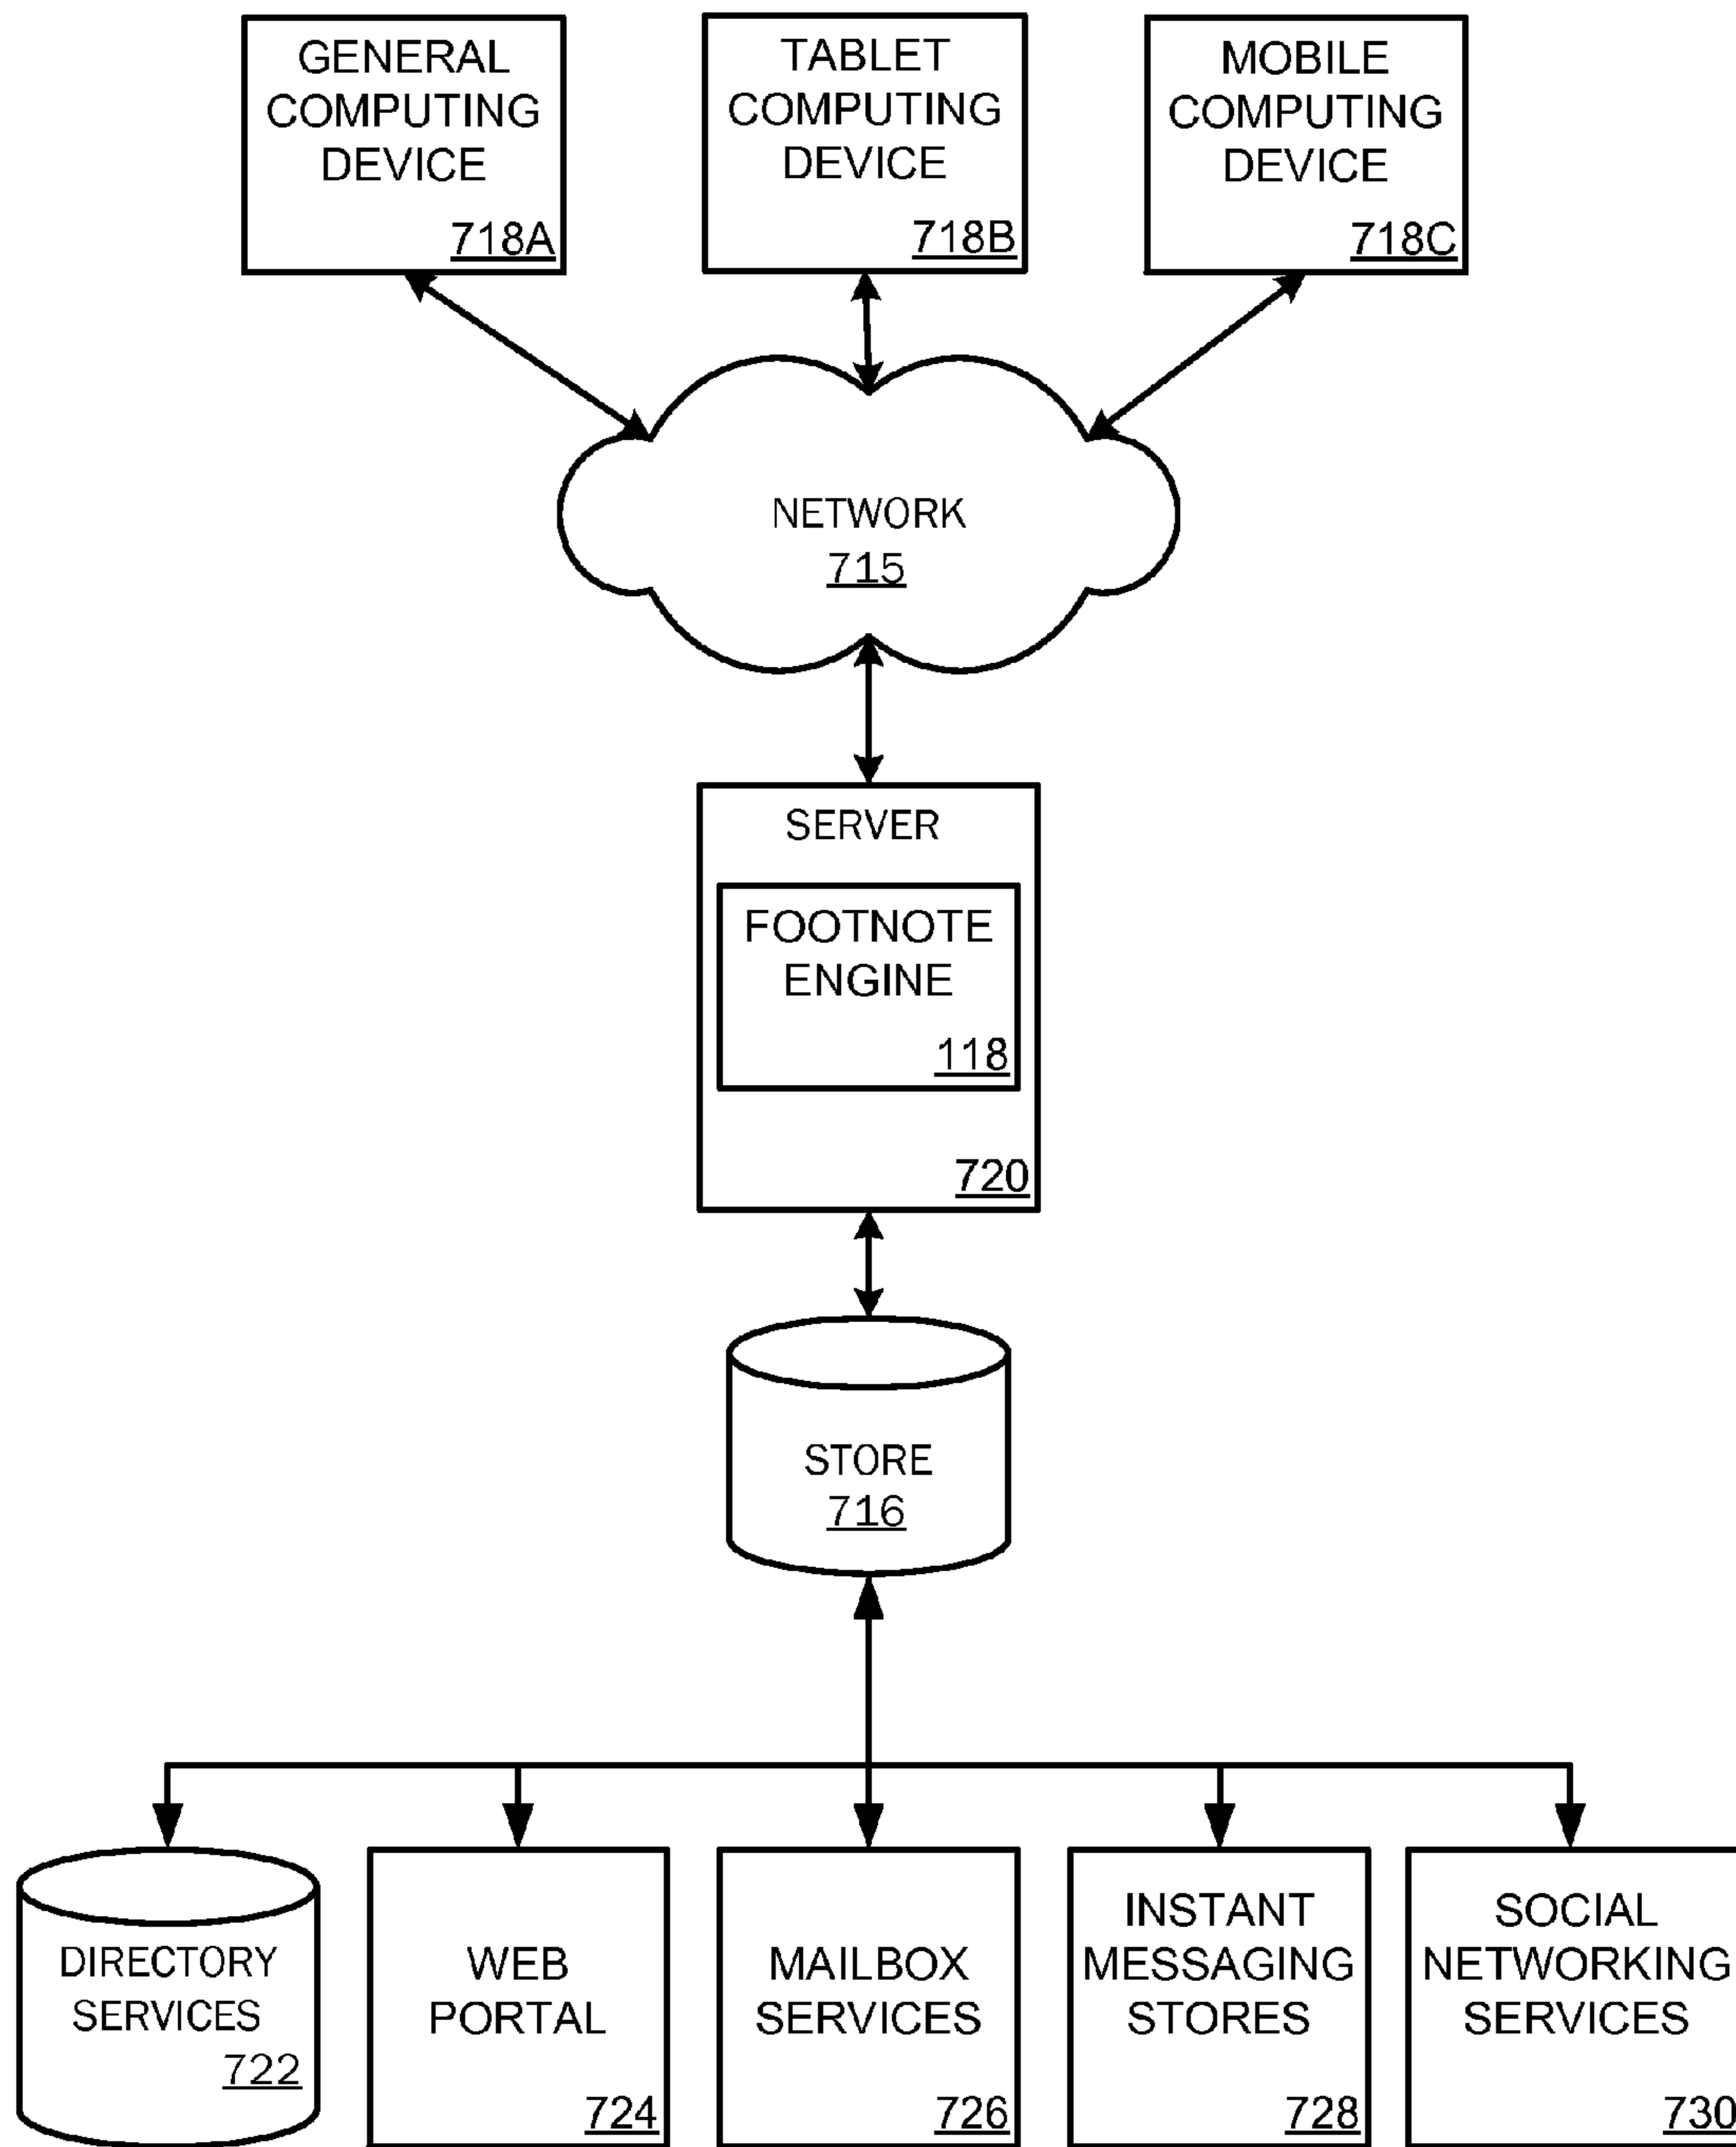 GENERAL
COMPUTING
DEVICE
718A
TABLET
COMPUTING
DEVICE
718B
MOBILE
COMPUTING
DEVICE
718C
NETWORK
715
SERVER
FOOTNOTE
ENGINE
118
720
STORE
716
DIRECTORY
SERVICES
722
WEB
PORTAL
724
MAILBOX
SERVICES
726
INSTANT
MESSAGING
STORES
728
SOCIAL
NETWORKING
SERVICES
730